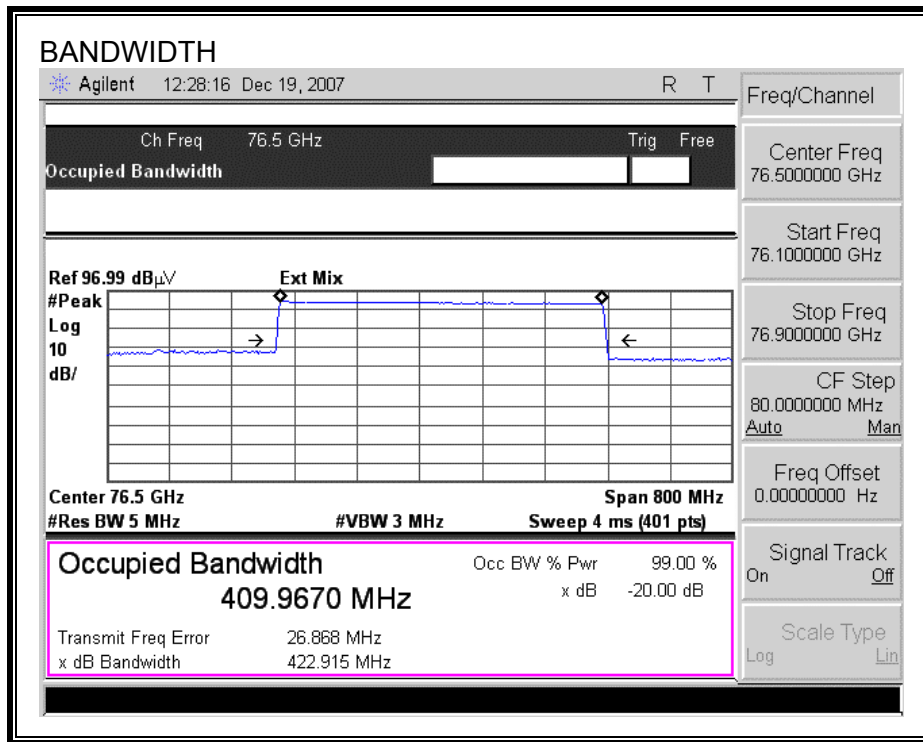 BANDWIDTH
Agilent 12:28:16 Dec 19, 2007 R T
Ch Freq 76.5 GHz Trig Free
Occupied Bandwidth
Ref 96.99 dBµV Ext Mix
#Peak
Log
10
dB/
Center 76.5 GHz Span 800 MHz
#Res BW 5 MHz #VBW 3 MHz Sweep 4 ms (401 pts)
Occupied Bandwidth
409.9670 MHz
Occ BW % Pwr 99.00 %
x dB -20.00 dB
Transmit Freq Error 26.868 MHz
x dB Bandwidth 422.915 MHz
Freq/Channel
Center Freq
76.5000000 GHz
Start Freq
76.1000000 GHz
Stop Freq
76.9000000 GHz
CF Step
80.0000000 MHz
Auto Man
Freq Offset
0.00000000 Hz
Signal Track
On Off
Scale Type
Log Lin